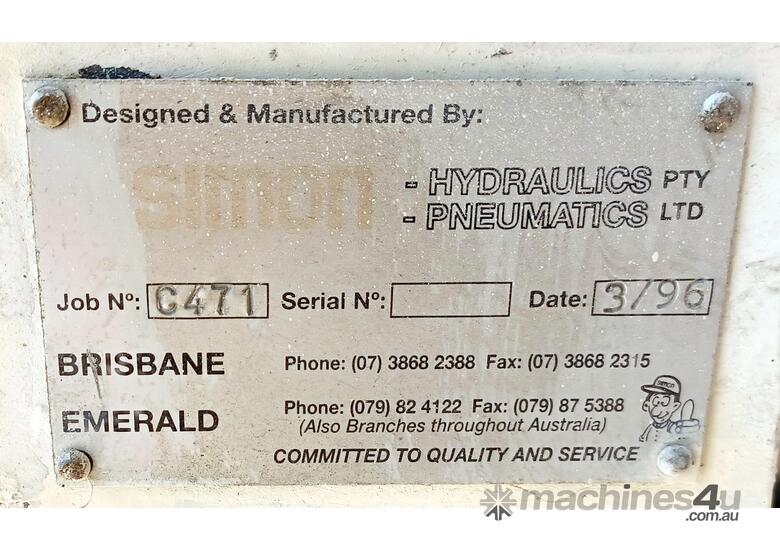 Designed & Manufactured By:
simon - HYDRAULICS PTY
- PNEUMATICS LTD
Job Nº: C471 Serial Nº: Date: 3/96
BRISBANE Phone: (07) 3868 2388 Fax: (07) 3868 2315
EMERALD Phone: (079) 82 4122 Fax: (079) 87 5388
(Also Branches throughout Australia)
simon
COMMITTED TO QUALITY AND SERVICE
machines4u
.com.au